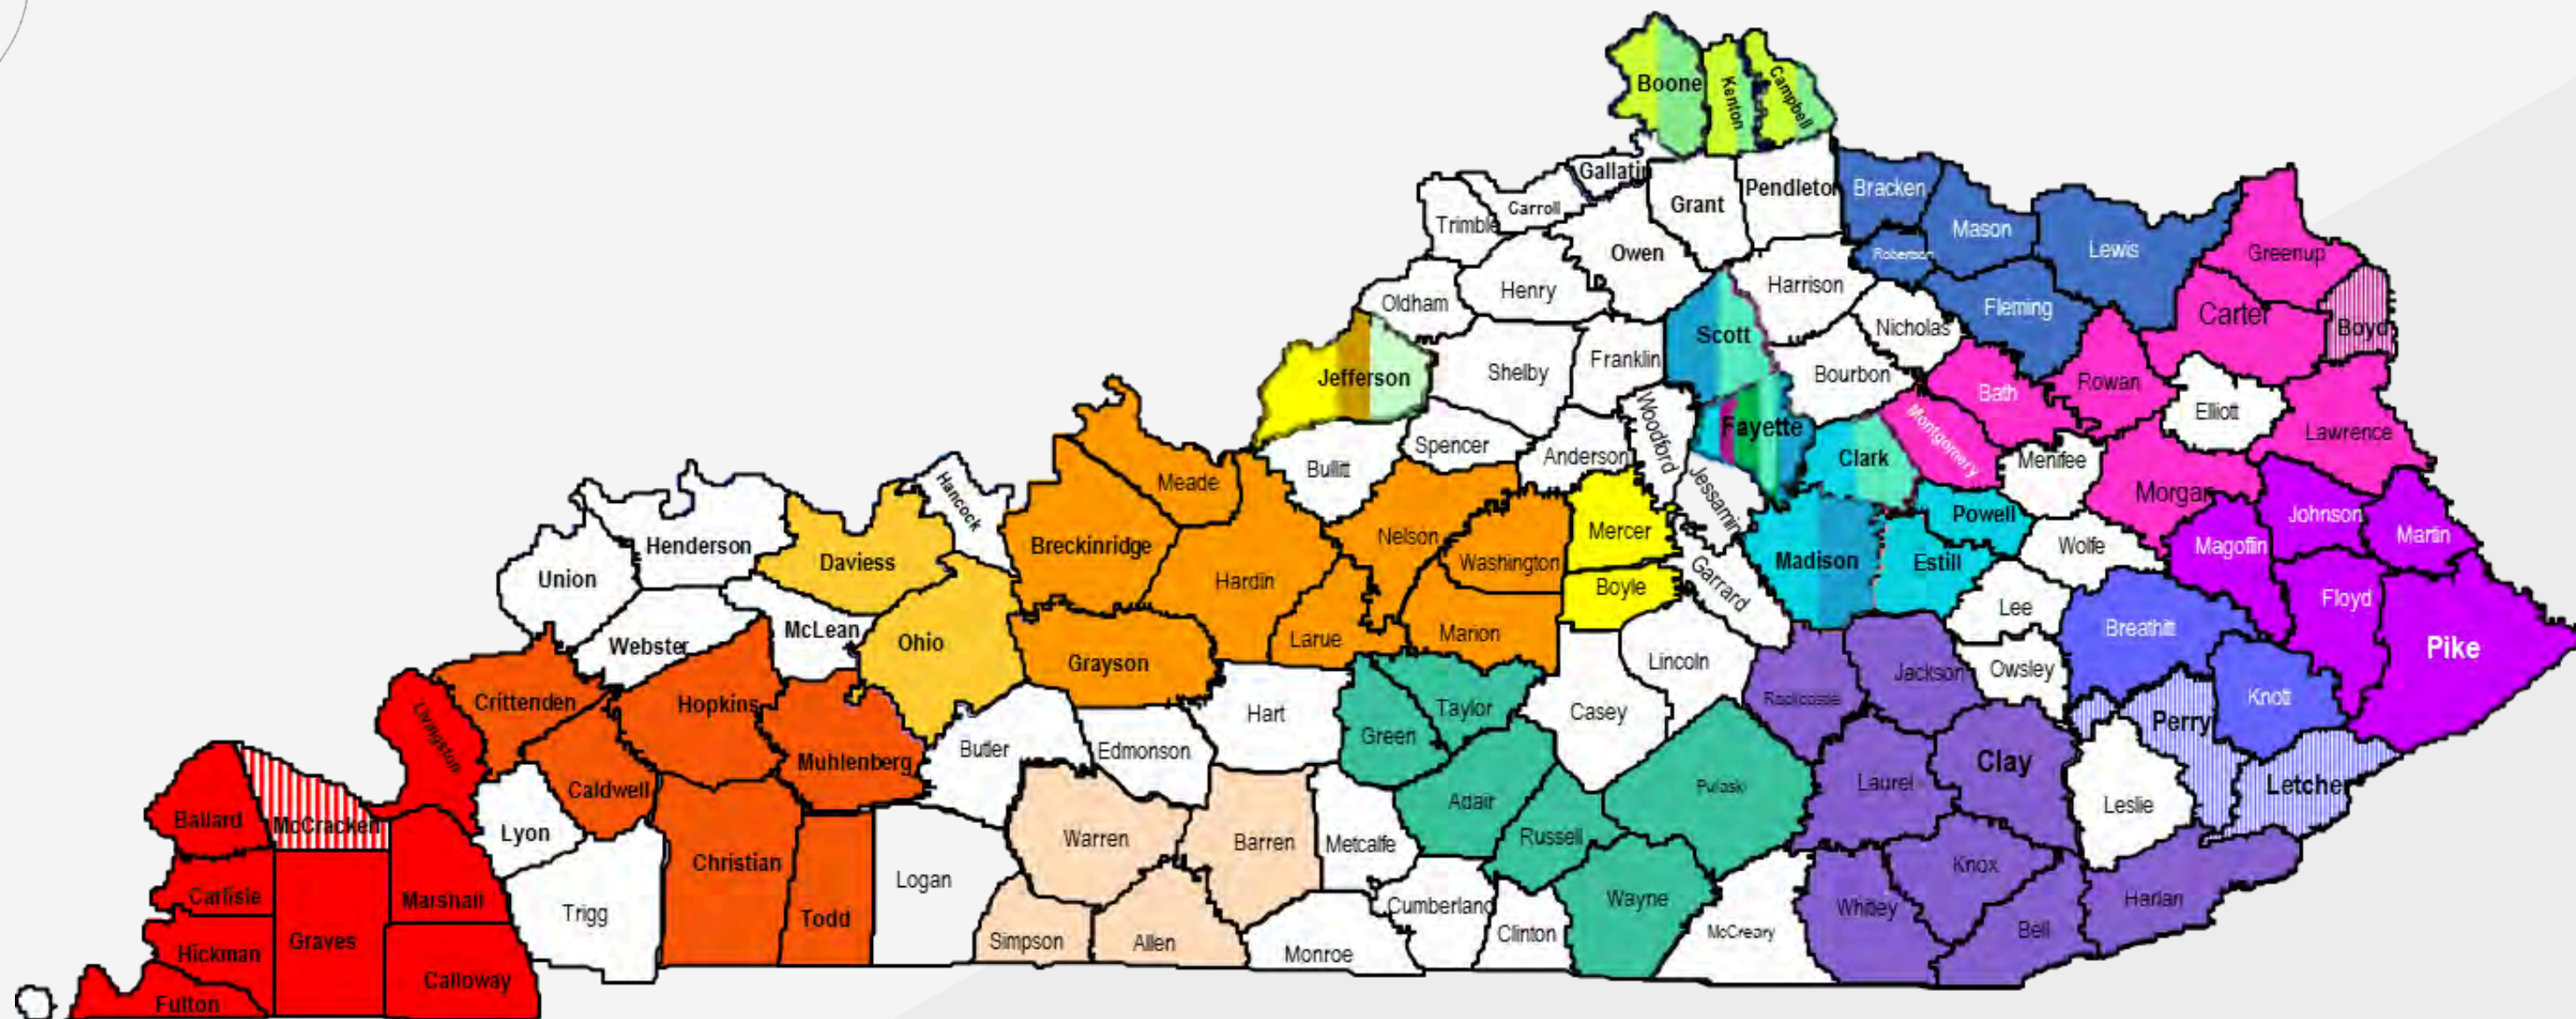 Boone
Kenton
Campbell
Gallatin
Carroll
Trimble
Grant
Pendleto
Bracken
Mason
Lewis
Greenup
Robertson
Owen
Harrison
Henry
Oldham
Nicholas
Fleming
Carter
Boyd
Scott
Franklin
Shelby
Jefferson
Bourbon
Bath
Rowan
Elliott
Lawrence
Woodford
Fayette
Clark
Montgomery
Menifee
Morgan
Spencer
Anderson
Bullitt
Jessamin
Powell
Johnson
Martin
Magoffin
Meade
Hancock
Nelson
Mercer
Washington
Madison
Estill
Wolfe
Henderson
Breckinridge
Daviess
Union
Hardin
Boyle
Garrard
Lee
Floyd
Breathitt
Pike
McLean
Webster
Ohio
Larue
Marion
Grayson
Lincoln
Jackson
Owsley
Rockcastle
Knott
Crittenden
Hopkins
Hart
Taylor
Casey
Perry
Green
Livingston
Butler
Edmonson
Muhlenberg
Clay
Caldwell
Pulaski
Laurel
Letcher
Adair
Leslie
Ballard
McCracken
Lyon
Warren
Barren
Metcalfe
Russell
Christian
Logan
Knox
Carlisle
Marshall
Todd
Trigg
Wayne
Whitley
Harlan
Cumberland
Clinton
McCreary
Bell
Graves
Hickman
Simpson
Allen
Monroe
Calloway
Fulton